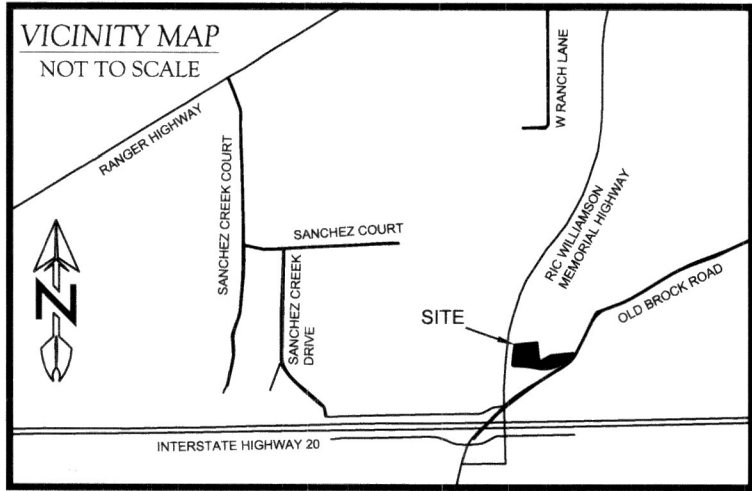 VICINITY MAP
NOT TO SCALE
RANGER HIGHWAY
W RANCH LANE
SANCHEZ CREEK COURT
SANCHEZ COURT
RIC WILLIAMSON
MEMORIAL HIGHWAY
N
SANCHEZ CREEK
DRIVE
SITE
OLD BROCK ROAD
INTERSTATE HIGHWAY 20